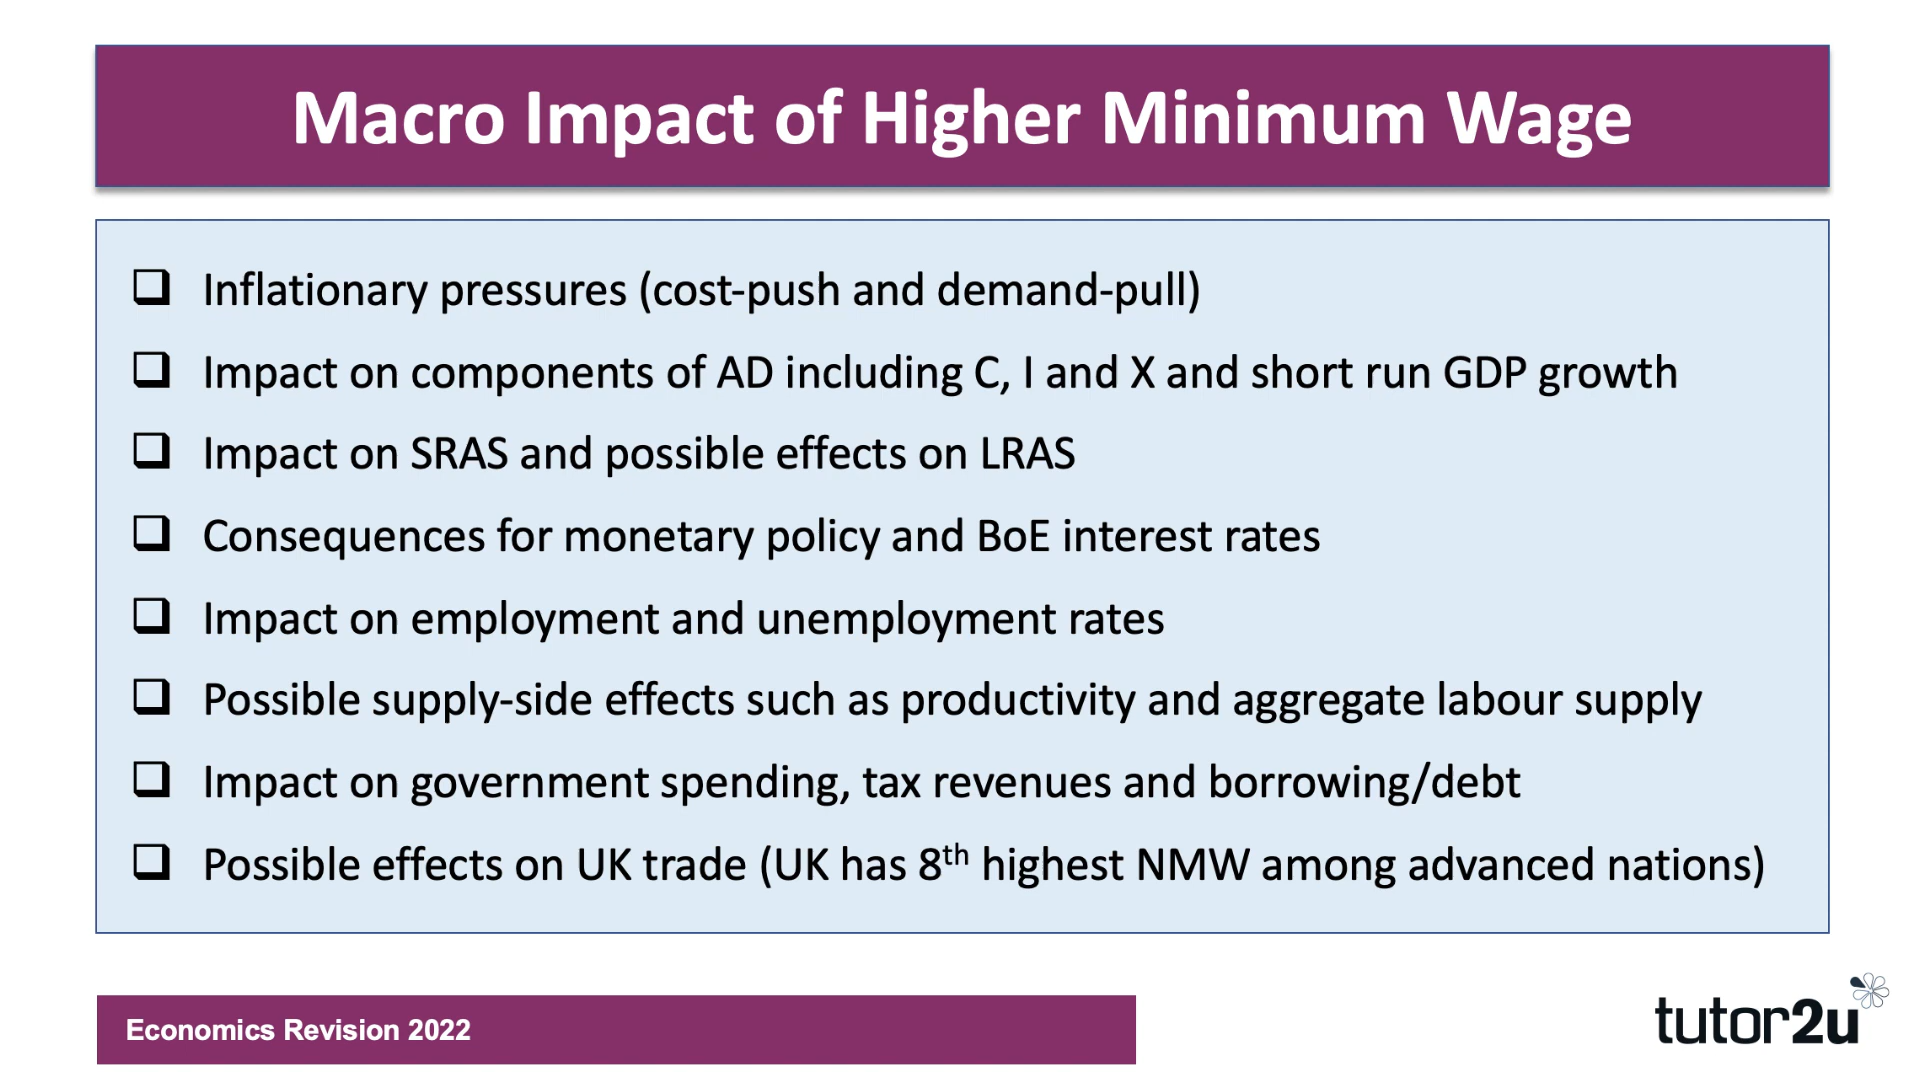 Macro Impact of Higher Minimum Wage
Inflationary pressures (cost-push and demand-pull)
Impact on components of AD including C, I and X and short run GDP growth
Impact on SRAS and possible effects on LRAS
Consequences for monetary policy and BoE interest rates
Impact on employment and unemployment rates
Possible supply-side effects such as productivity and aggregate labour supply
Impact on government spending, tax revenues and borrowing/debt
Possible effects on UK trade (UK has 8th highest NMW among advanced nations)
Economics Revision 2022
tutor2u